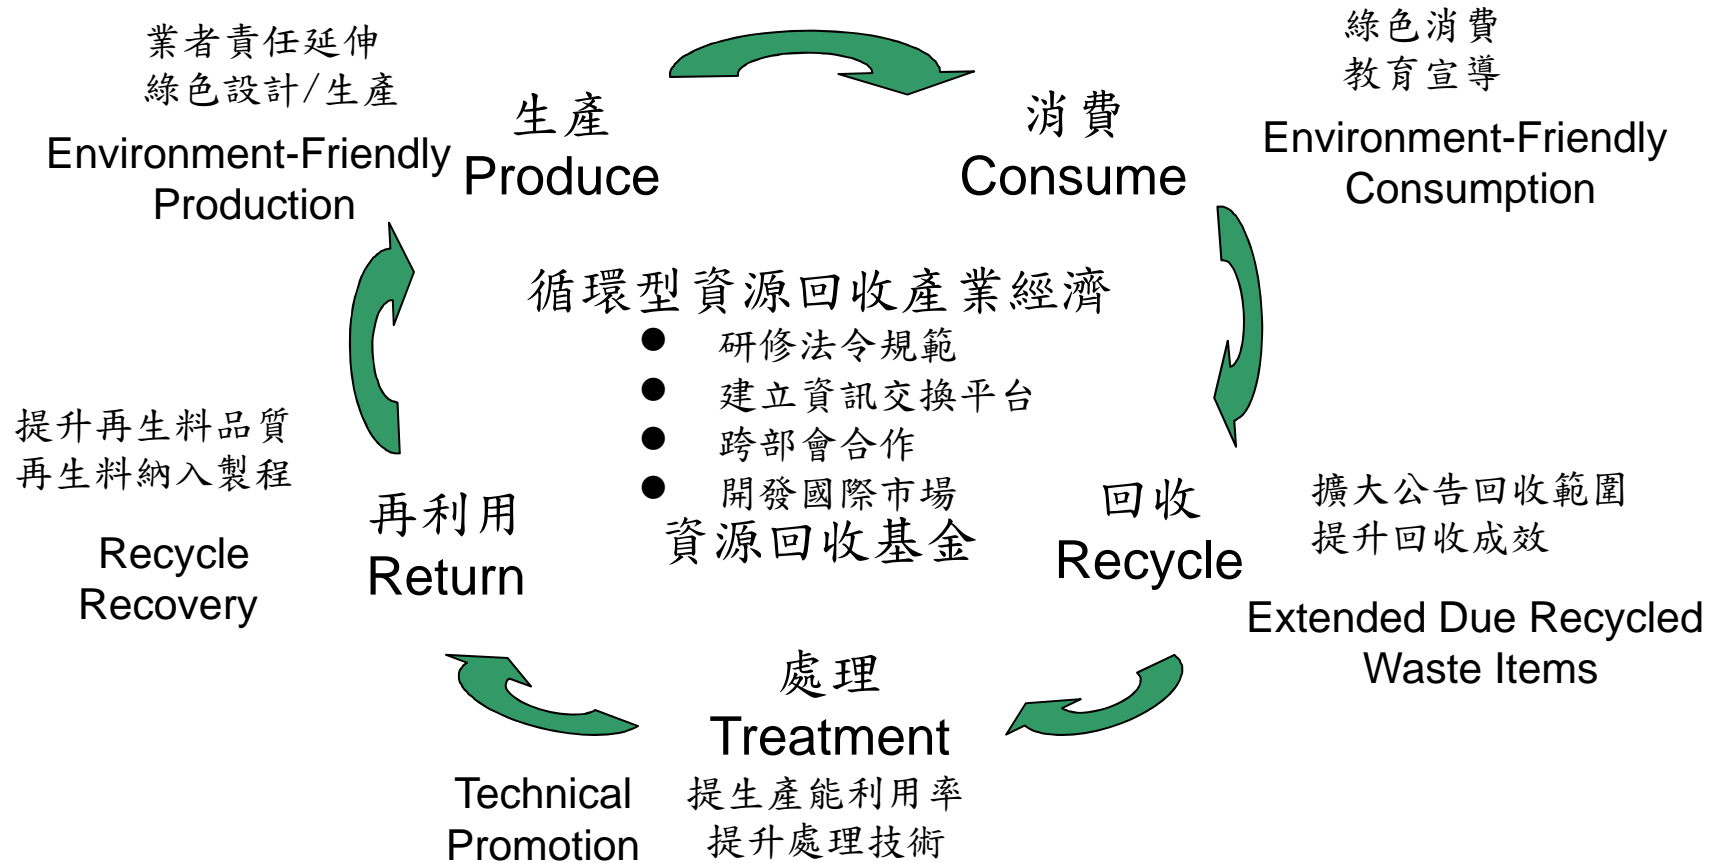 業者責任延伸
綠色設計/生產
Environment-Friendly
Production
生產
Produce
消費
Consume
綠色消費
教育宣導
Environment-Friendly
Consumption
循環型資源回收產業經濟
● 研修法令規範
● 建立資訊交換平台
● 跨部會合作
● 開發國際市場
資源回收基金
提升再生料品質
再生料納入製程
Recycle
Recovery
再利用
Return
回收
Recycle
擴大公告回收範圍
提升回收成效
Extended Due Recycled
Waste Items
處理
Treatment
Technical
Promotion
提生產能利用率
提升處理技術